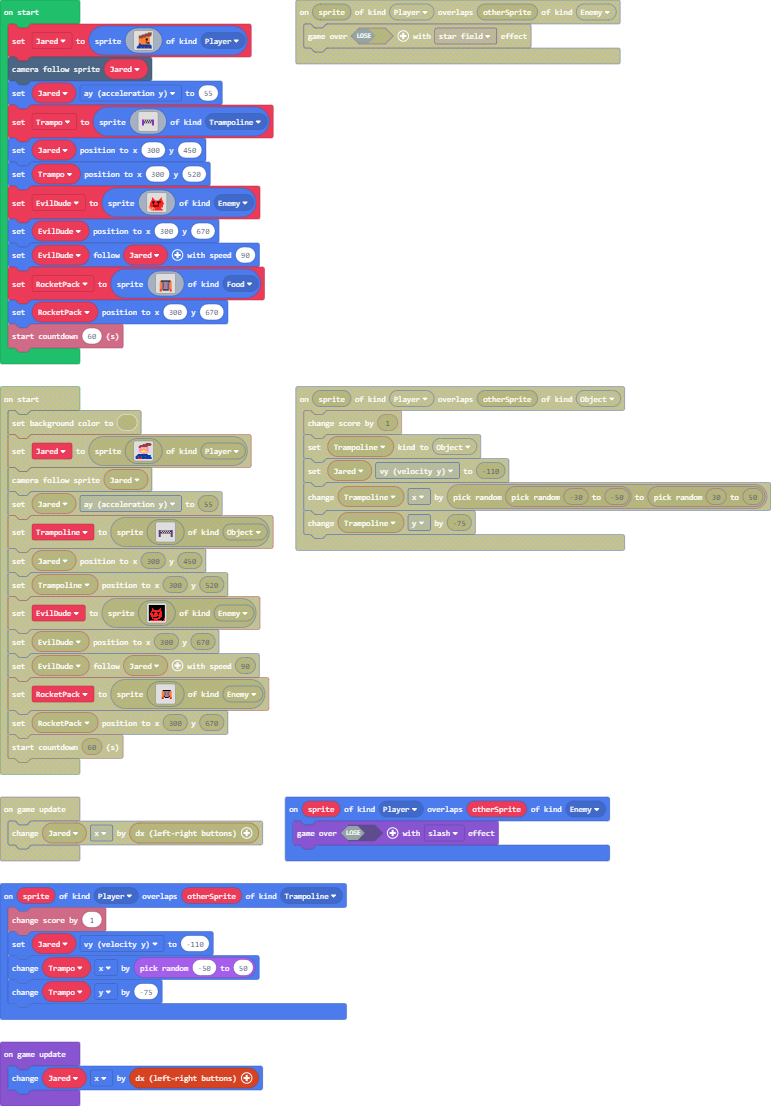 on start
set Jared to sprite of kind Player
camera follow sprite Jared
set Jared ay (acceleration y) to 55
set Trampo to sprite of kind Trampoline
set Jared position to x 300 y 450
set Trampo position to x 300 y 520
set EvilDude to sprite of kind Enemy
set EvilDude position to x 300 y 670
set EvilDude follow Jared with speed 90
set RocketPack to sprite of kind Food
set RocketPack position to x 300 y 670
start countdown 60 (s)
on sprite of kind Player overlaps otherSprite of kind Enemy
game over LOSE with star field effect
on start
set background color to
set Jared to sprite of kind Player
camera follow sprite Jared
set Jared ay (acceleration y) to 55
set Trampoline to sprite of kind Object
set Jared position to x 300 y 450
set Trampoline position to x 300 y 520
set EvilDude to sprite of kind Enemy
set EvilDude position to x 300 y 670
set EvilDude follow Jared with speed 90
set RocketPack to sprite of kind Enemy
set RocketPack position to x 300 y 670
start countdown 60 (s)
on sprite of kind Player overlaps otherSprite of kind Object
change score by 1
set Trampoline kind to Object
set Jared vy (velocity y) to -110
change Trampoline x by pick random pick random -30 to -50 to pick random 30 to 50
change Trampoline y by -75
on game update
change Jared x by dx (left-right buttons)
on sprite of kind Player overlaps otherSprite of kind Enemy
game over LOSE with slash effect
on sprite of kind Player overlaps otherSprite of kind Trampoline
change score by 1
set Jared vy (velocity y) to -110
change Trampo x by pick random -50 to 50
change Trampo y by -75
on game update
change Jared x by dx (left-right buttons)